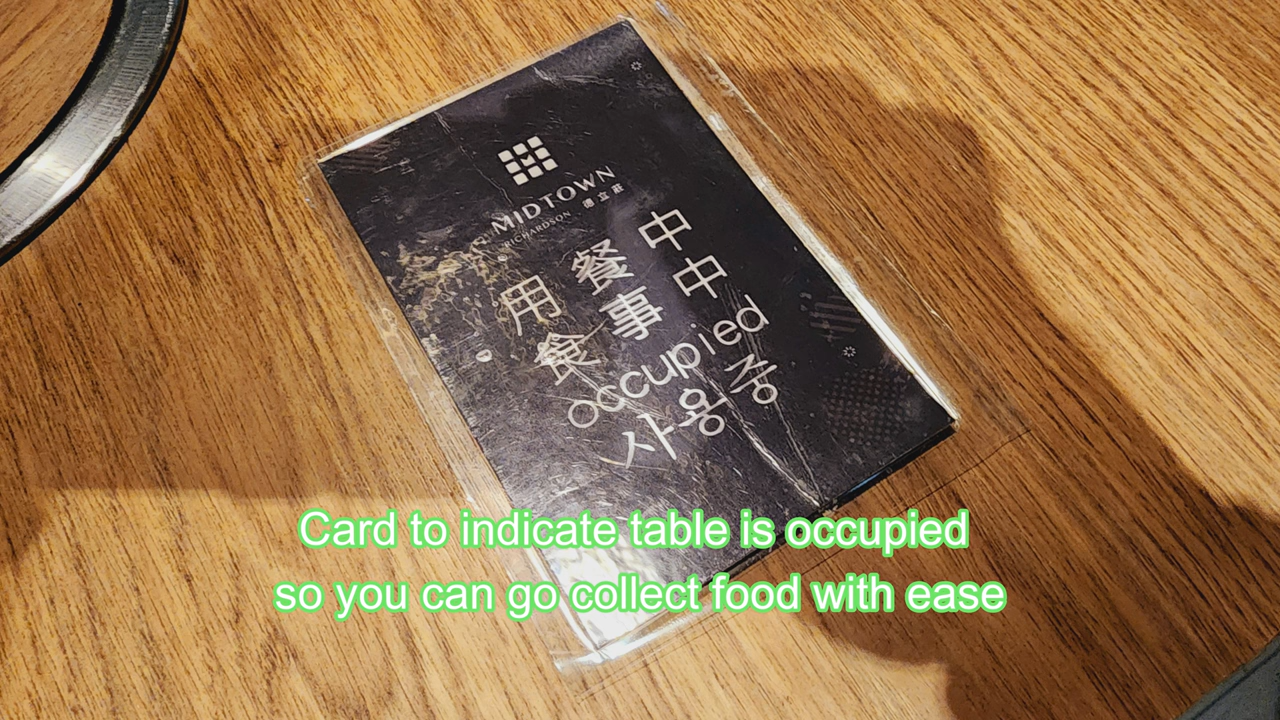 MIDTOWN
RICHARDSON 德立莊
用餐中
食事中
occupied
사용중
Card to indicate table is occupied
so you can go collect food with ease